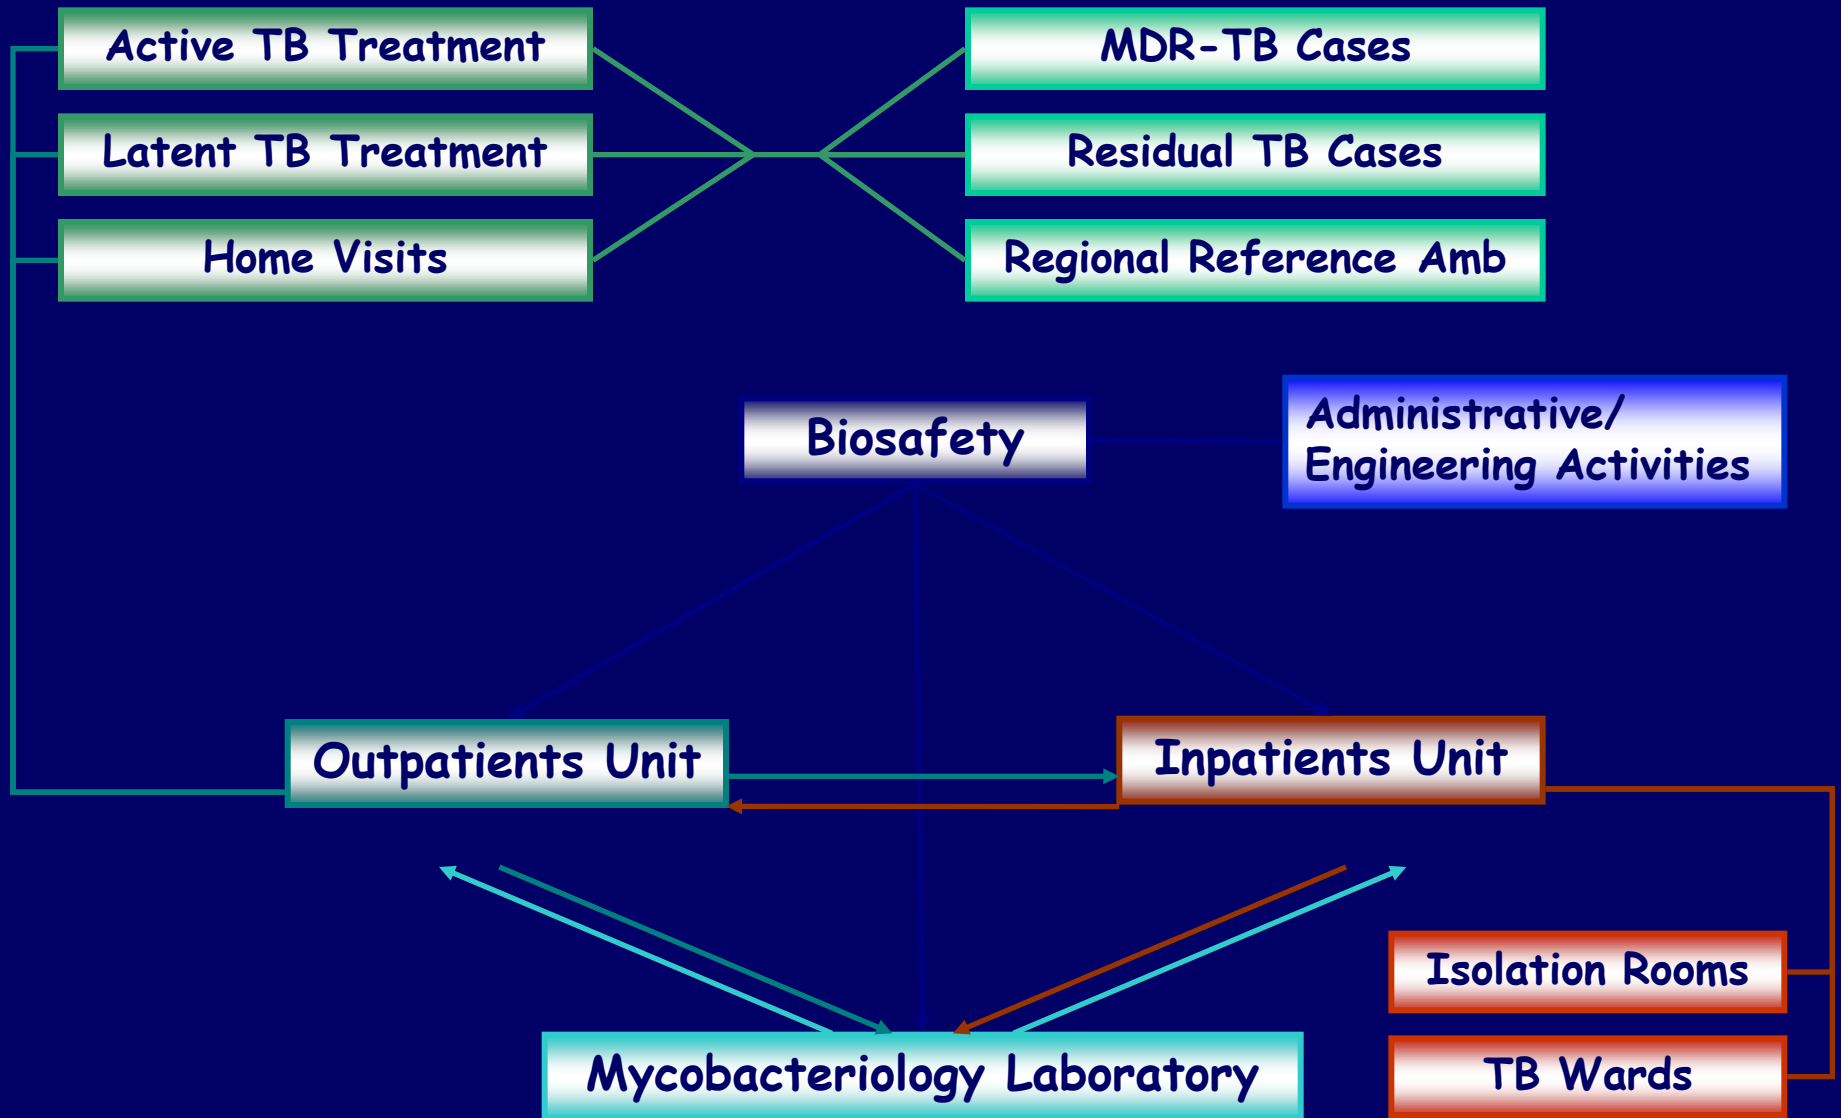 Active TB Treatment
MDR-TB Cases
Latent TB Treatment
Residual TB Cases
Home Visits
Regional Reference Amb
Biosafety
Administrative/
Engineering Activities
Outpatients Unit
Inpatients Unit
Isolation Rooms
Mycobacteriology Laboratory
TB Wards